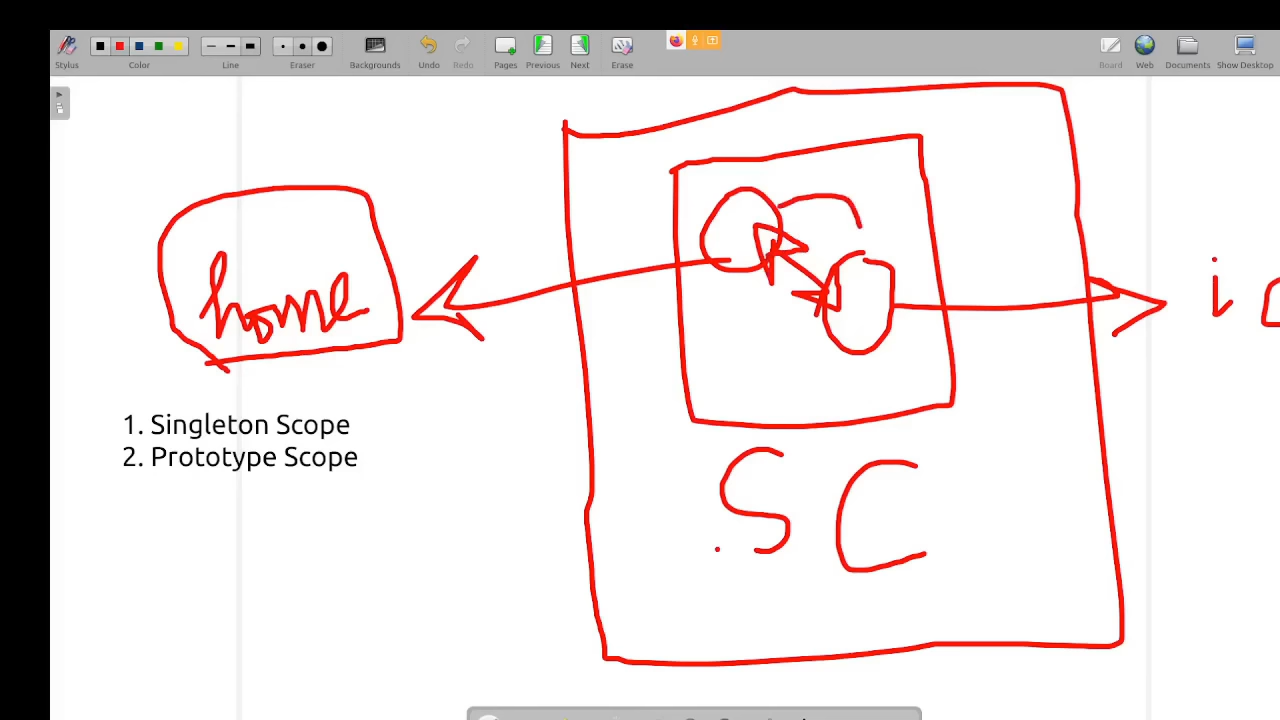 Stylus Color Line Eraser Backgrounds Undo Redo Pages Previous Next Erase Board Web Documents Show Desktop
home
i
1. Singleton Scope
2. Prototype Scope
S C